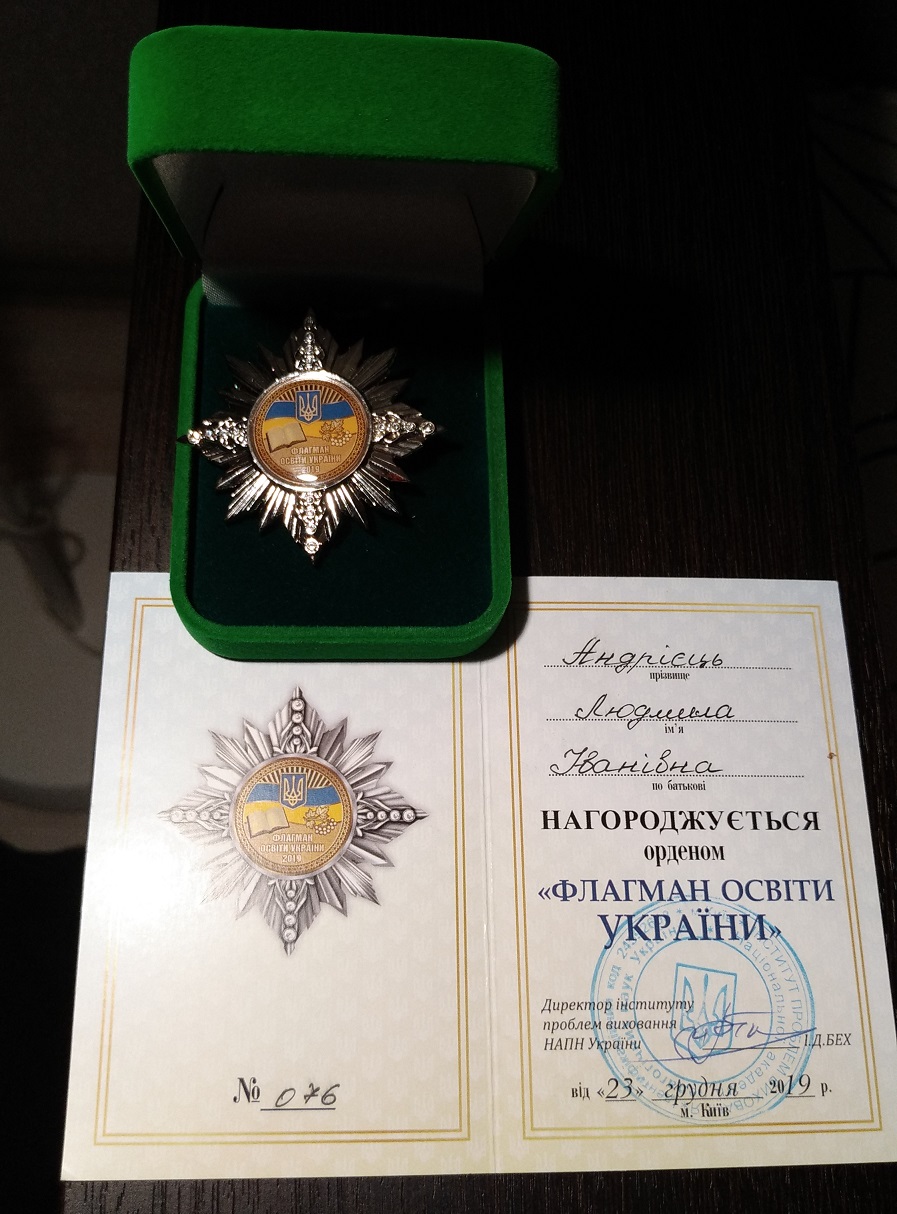 ФЛАГМАН
ОСВІТИ УКРАЇНИ
2019
ФЛАГМАН
ОСВІТИ УКРАЇНИ
2019
№ 076
Андрієць
прізвище
Людмила
ім'я
Іванівна
по батькові
НАГОРОДЖУЄТЬСЯ
орденом
«ФЛАГМАН ОСВІТИ
УКРАЇНИ»
Директор інституту
проблем виховання
НАПН України І.Д.БЕХ
від «23» грудня 2019 р.
м. Київ